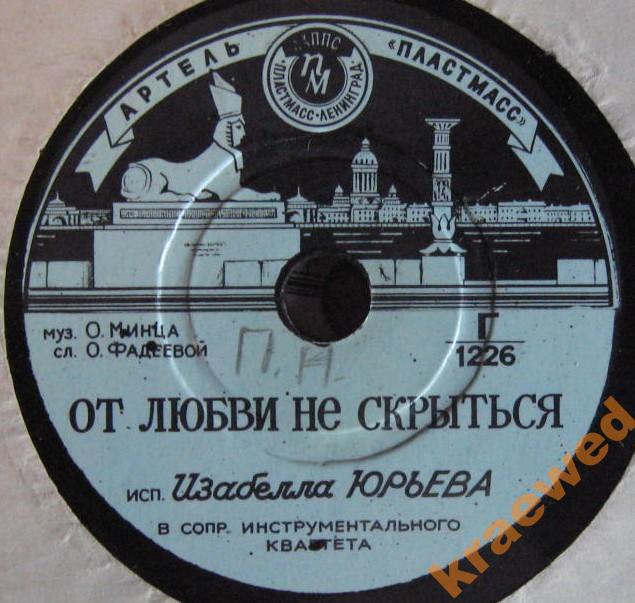 АРТЕЛЬ «ПЛАСТМАСС»
ПМ
"ПЛАСТМАСС"-ЛЕНИНГРАД
муз. О. МИНЦА
сл. О. ФАДЕЕВОЙ
Г
1226
П.Н.
ОТ ЛЮБВИ НЕ СКРЫТЬСЯ
исп. Изабелла ЮРЬЕВА
В СОПР. ИНСТРУМЕНТАЛЬНОГО
КВАРТЕТА
kraewed